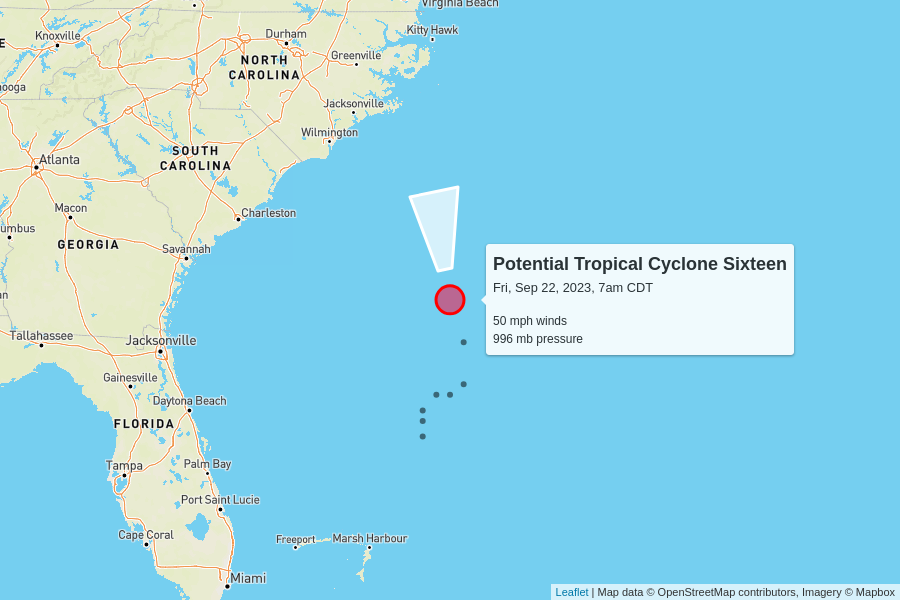 Virginia Beach
Knoxville
Durham
Kitty Hawk
E
NORTH
CAROLINA
Greenville
ooga
Jacksonville
Wilmington
Atlanta
SOUTH
CAROLINA
Macon
Charleston
umbus
GEORGIA
Savannah
Potential Tropical Cyclone Sixteen
Fri, Sep 22, 2023, 7am CDT
50 mph winds
996 mb pressure
an
Tallahassee
Jacksonville
Gainesville
Daytona Beach
FLORIDA
Tampa
Palm Bay
Port Saint Lucie
Cape Coral
Freeport
Marsh Harbour
Miami
Leaflet | Map data © OpenStreetMap contributors, Imagery © Mapbox